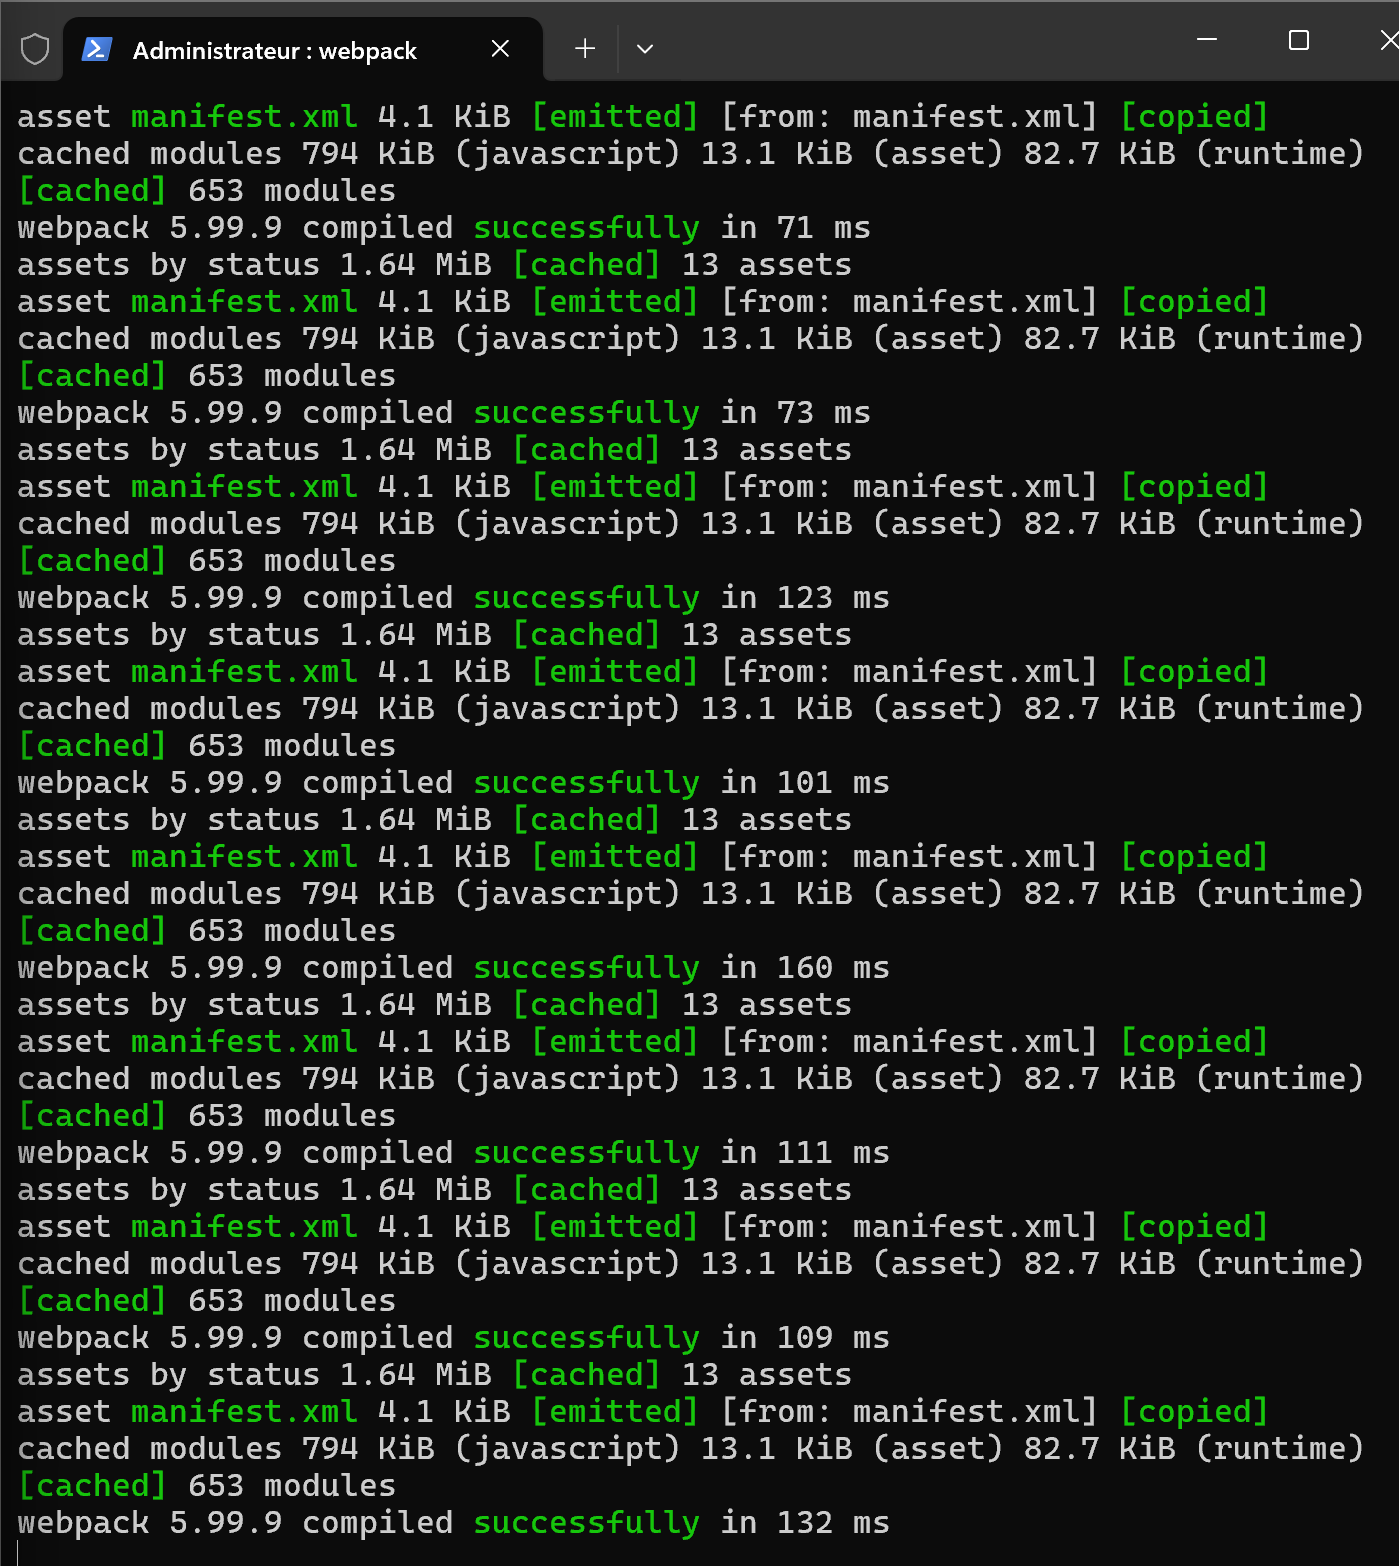 Administrateur : webpack
asset manifest.xml 4.1 KiB [emitted] [from: manifest.xml] [copied]
cached modules 794 KiB (javascript) 13.1 KiB (asset) 82.7 KiB (runtime)
[cached] 653 modules
webpack 5.99.9 compiled successfully in 71 ms
assets by status 1.64 MiB [cached] 13 assets
asset manifest.xml 4.1 KiB [emitted] [from: manifest.xml] [copied]
cached modules 794 KiB (javascript) 13.1 KiB (asset) 82.7 KiB (runtime)
[cached] 653 modules
webpack 5.99.9 compiled successfully in 73 ms
assets by status 1.64 MiB [cached] 13 assets
asset manifest.xml 4.1 KiB [emitted] [from: manifest.xml] [copied]
cached modules 794 KiB (javascript) 13.1 KiB (asset) 82.7 KiB (runtime)
[cached] 653 modules
webpack 5.99.9 compiled successfully in 123 ms
assets by status 1.64 MiB [cached] 13 assets
asset manifest.xml 4.1 KiB [emitted] [from: manifest.xml] [copied]
cached modules 794 KiB (javascript) 13.1 KiB (asset) 82.7 KiB (runtime)
[cached] 653 modules
webpack 5.99.9 compiled successfully in 101 ms
assets by status 1.64 MiB [cached] 13 assets
asset manifest.xml 4.1 KiB [emitted] [from: manifest.xml] [copied]
cached modules 794 KiB (javascript) 13.1 KiB (asset) 82.7 KiB (runtime)
[cached] 653 modules
webpack 5.99.9 compiled successfully in 160 ms
assets by status 1.64 MiB [cached] 13 assets
asset manifest.xml 4.1 KiB [emitted] [from: manifest.xml] [copied]
cached modules 794 KiB (javascript) 13.1 KiB (asset) 82.7 KiB (runtime)
[cached] 653 modules
webpack 5.99.9 compiled successfully in 111 ms
assets by status 1.64 MiB [cached] 13 assets
asset manifest.xml 4.1 KiB [emitted] [from: manifest.xml] [copied]
cached modules 794 KiB (javascript) 13.1 KiB (asset) 82.7 KiB (runtime)
[cached] 653 modules
webpack 5.99.9 compiled successfully in 109 ms
assets by status 1.64 MiB [cached] 13 assets
asset manifest.xml 4.1 KiB [emitted] [from: manifest.xml] [copied]
cached modules 794 KiB (javascript) 13.1 KiB (asset) 82.7 KiB (runtime)
[cached] 653 modules
webpack 5.99.9 compiled successfully in 132 ms